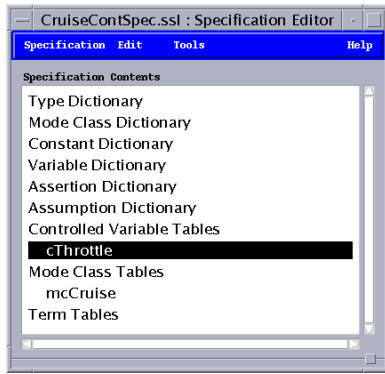 CruiseContSpec.ssl : Specification Editor
Specification Edit Tools Help
Specification Contents
Type Dictionary
Mode Class Dictionary
Constant Dictionary
Variable Dictionary
Assertion Dictionary
Assumption Dictionary
Controlled Variable Tables
cThrottle
Mode Class Tables
mcCruise
Term Tables